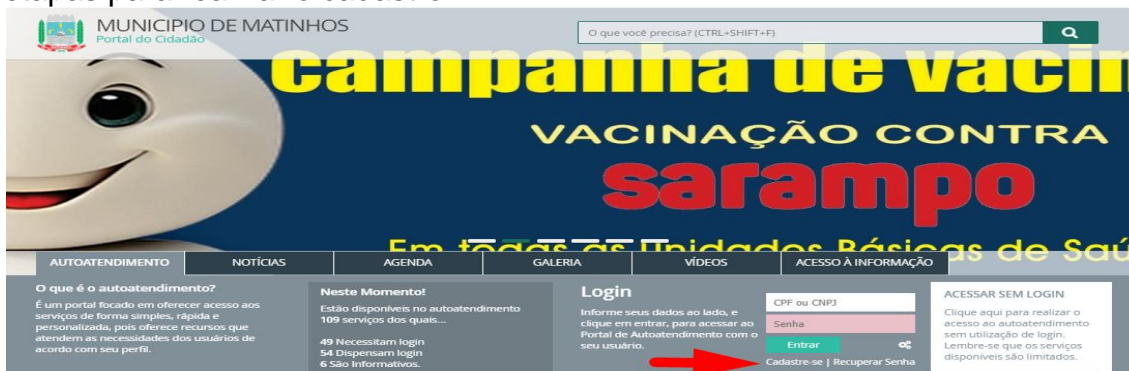 MUNICIPIO DE MATINHOS
Portal do Cidadão
O que você precisa? (CTRL+SHIFT+F)
campanha de vacin
VACINAÇÃO CONTRA
sarampo
Em todas as Unidades Básicas de Saú
AUTOATENDIMENTO
NOTÍCIAS
AGENDA
GALERIA
VÍDEOS
ACESSO À INFORMAÇÃO
O que é o autoatendimento?
É um portal focado em oferecer acesso aos
serviços de forma simples, rápida e
personalizada, pois oferece recursos que
atendem as necessidades dos usuários de
acordo com seu perfil.
Neste Momento!
Estão disponíveis no autoatendimento
109 serviços dos quais...
49 Necessitam login
54 Dispensam login
6 São Informativos.
Login
Informe seus dados ao lado, e
clique em entrar, para acessar ao
Portal de Autoatendimento com o
seu usuário.
CPF ou CNPJ
Senha
Entrar
Cadastre-se | Recuperar Senha
ACESSAR SEM LOGIN
Clique aqui para realizar o
acesso ao autoatendimento
sem utilização de login.
Lembre-se que os serviços
disponíveis são limitados.